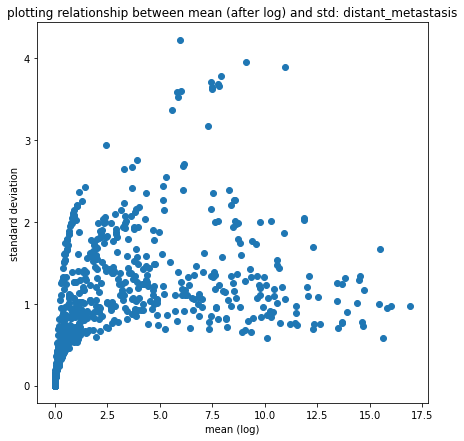 plotting relationship between mean (after log) and std: distant_metastasis
standard deviation
4
3
2
1
0
0.0 2.5 5.0 7.5 10.0 12.5 15.0 17.5
mean (log)